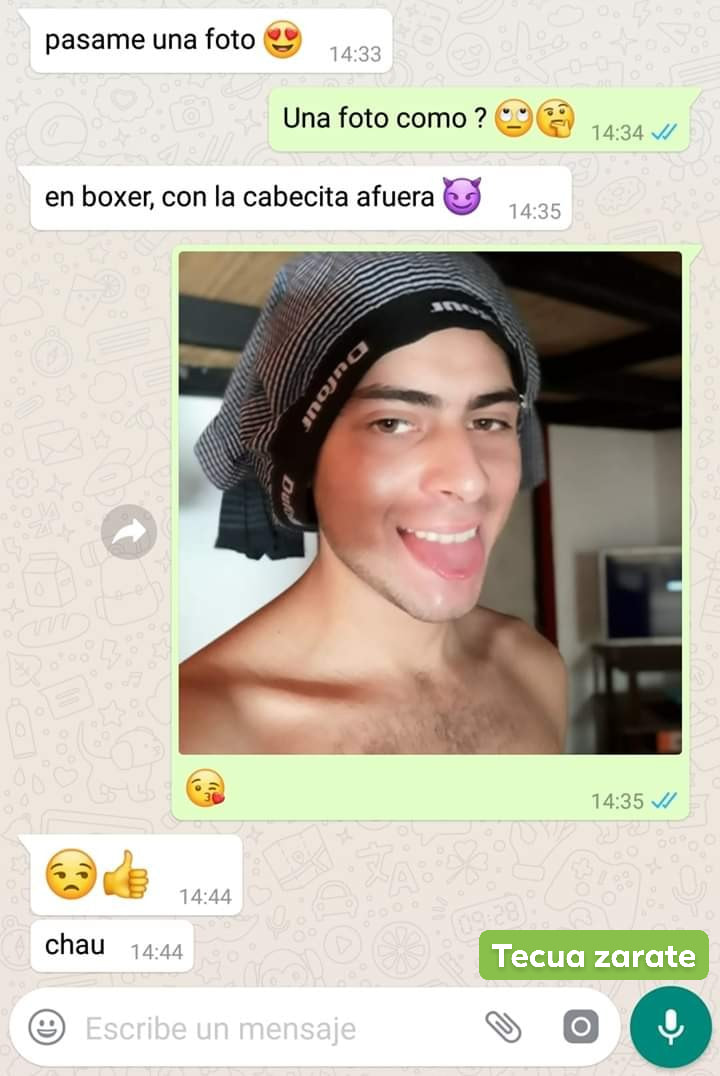 pasame una foto 😍 14:33
Una foto como ? 🙄🤔 14:34
en boxer, con la cabecita afuera 😈 14:35
Dufour
Dufour
😘 14:35
😒👍 14:44
chau 14:44
Tecua zarate
Escribe un mensaje